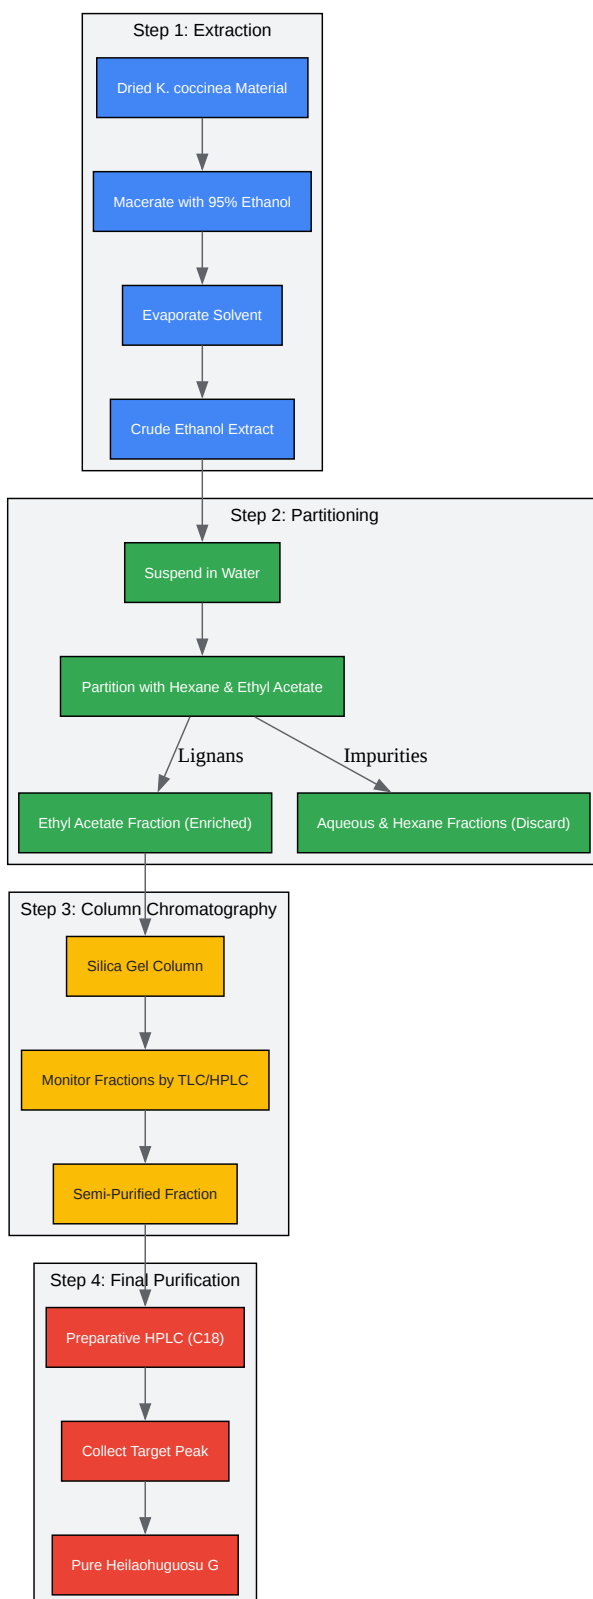 Step 1: Extraction
Dried K. coccinea Material
Macerate with 95% Ethanol
Evaporate Solvent
Crude Ethanol Extract
Step 2: Partitioning
Suspend in Water
Partition with Hexane & Ethyl Acetate
Lignans
Impurities
Ethyl Acetate Fraction (Enriched)
Aqueous & Hexane Fractions (Discard)
Step 3: Column Chromatography
Silica Gel Column
Monitor Fractions by TLC/HPLC
Semi-Purified Fraction
Step 4: Final Purification
Preparative HPLC (C18)
Collect Target Peak
Pure Heilaohuguosu G